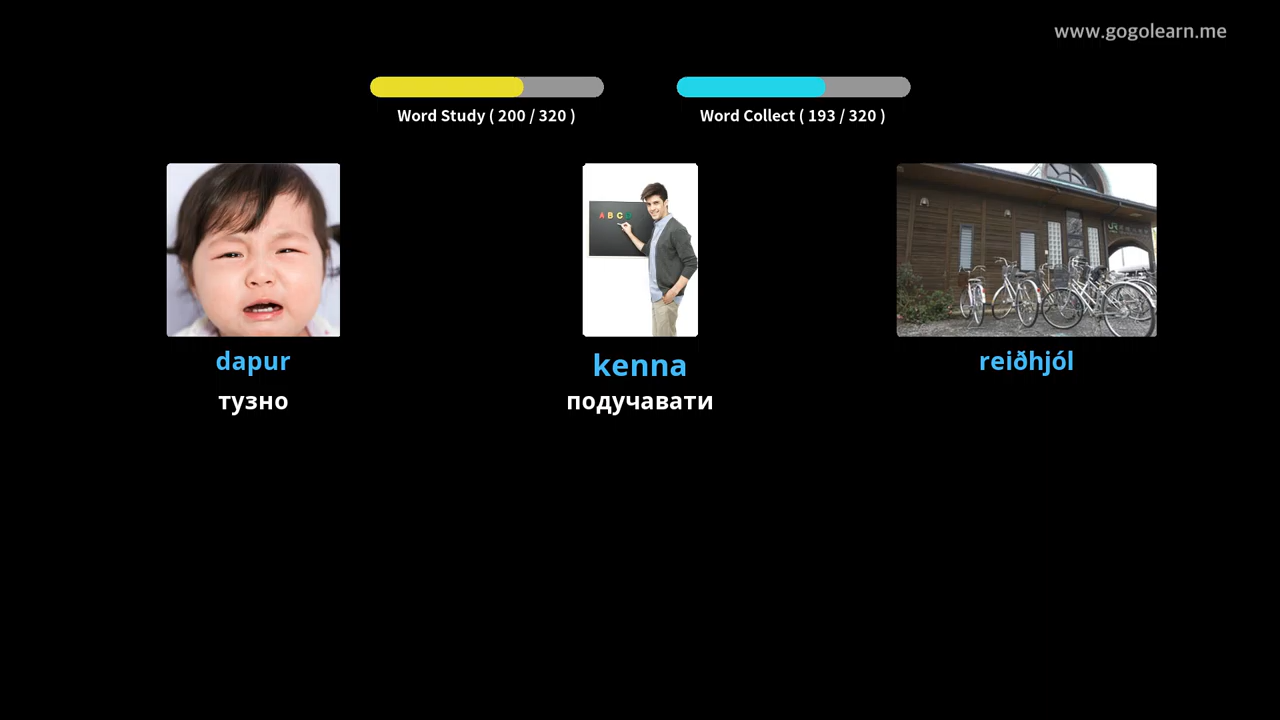 www.gogolearn.me
Word Study ( 200 / 320 )
Word Collect ( 193 / 320 )
A B C D
dapur
kenna
reiðhjól
тузно
подучавати